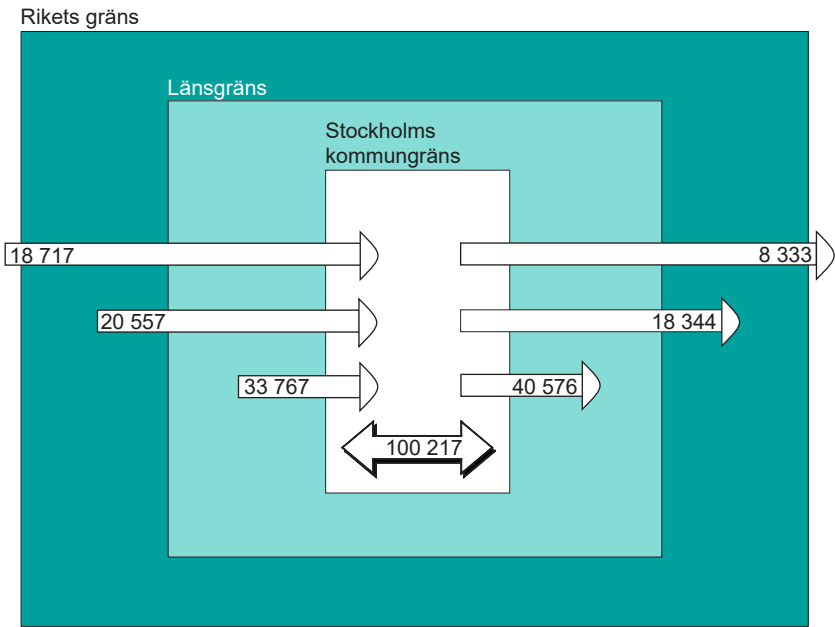 Rikets gräns
Länsgräns
Stockholms
kommungräns
18 717
8 333
20 557
18 344
33 767
40 576
100 217